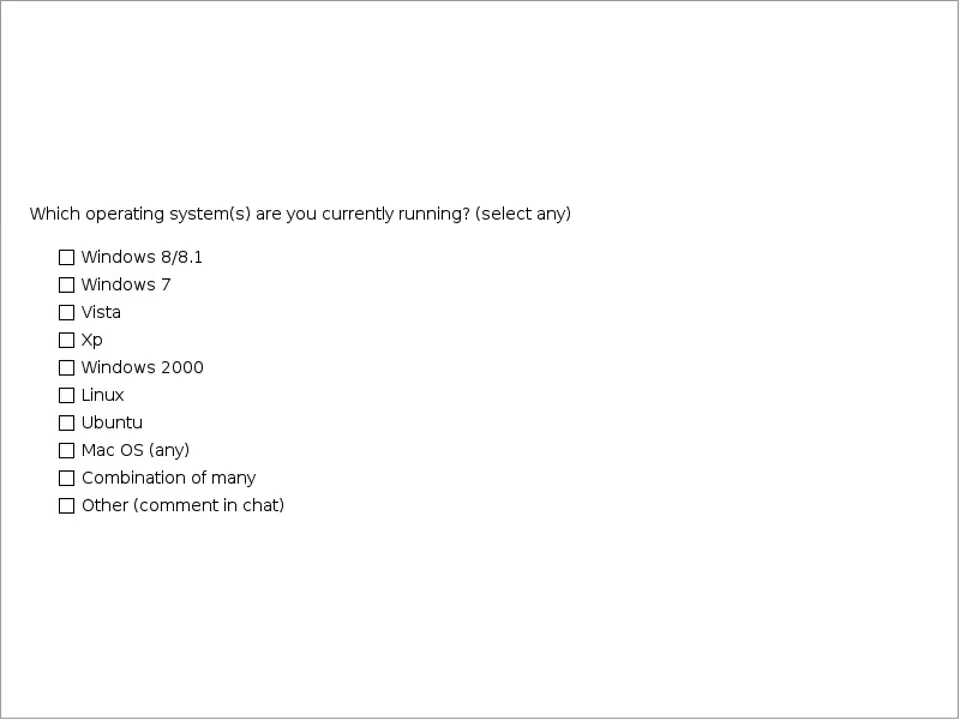 Which operating system(s) are you currently running? (select any)
Windows 8/8.1
Windows 7
Vista
Xp
Windows 2000
Linux
Ubuntu
Mac OS (any)
Combination of many
Other (comment in chat)